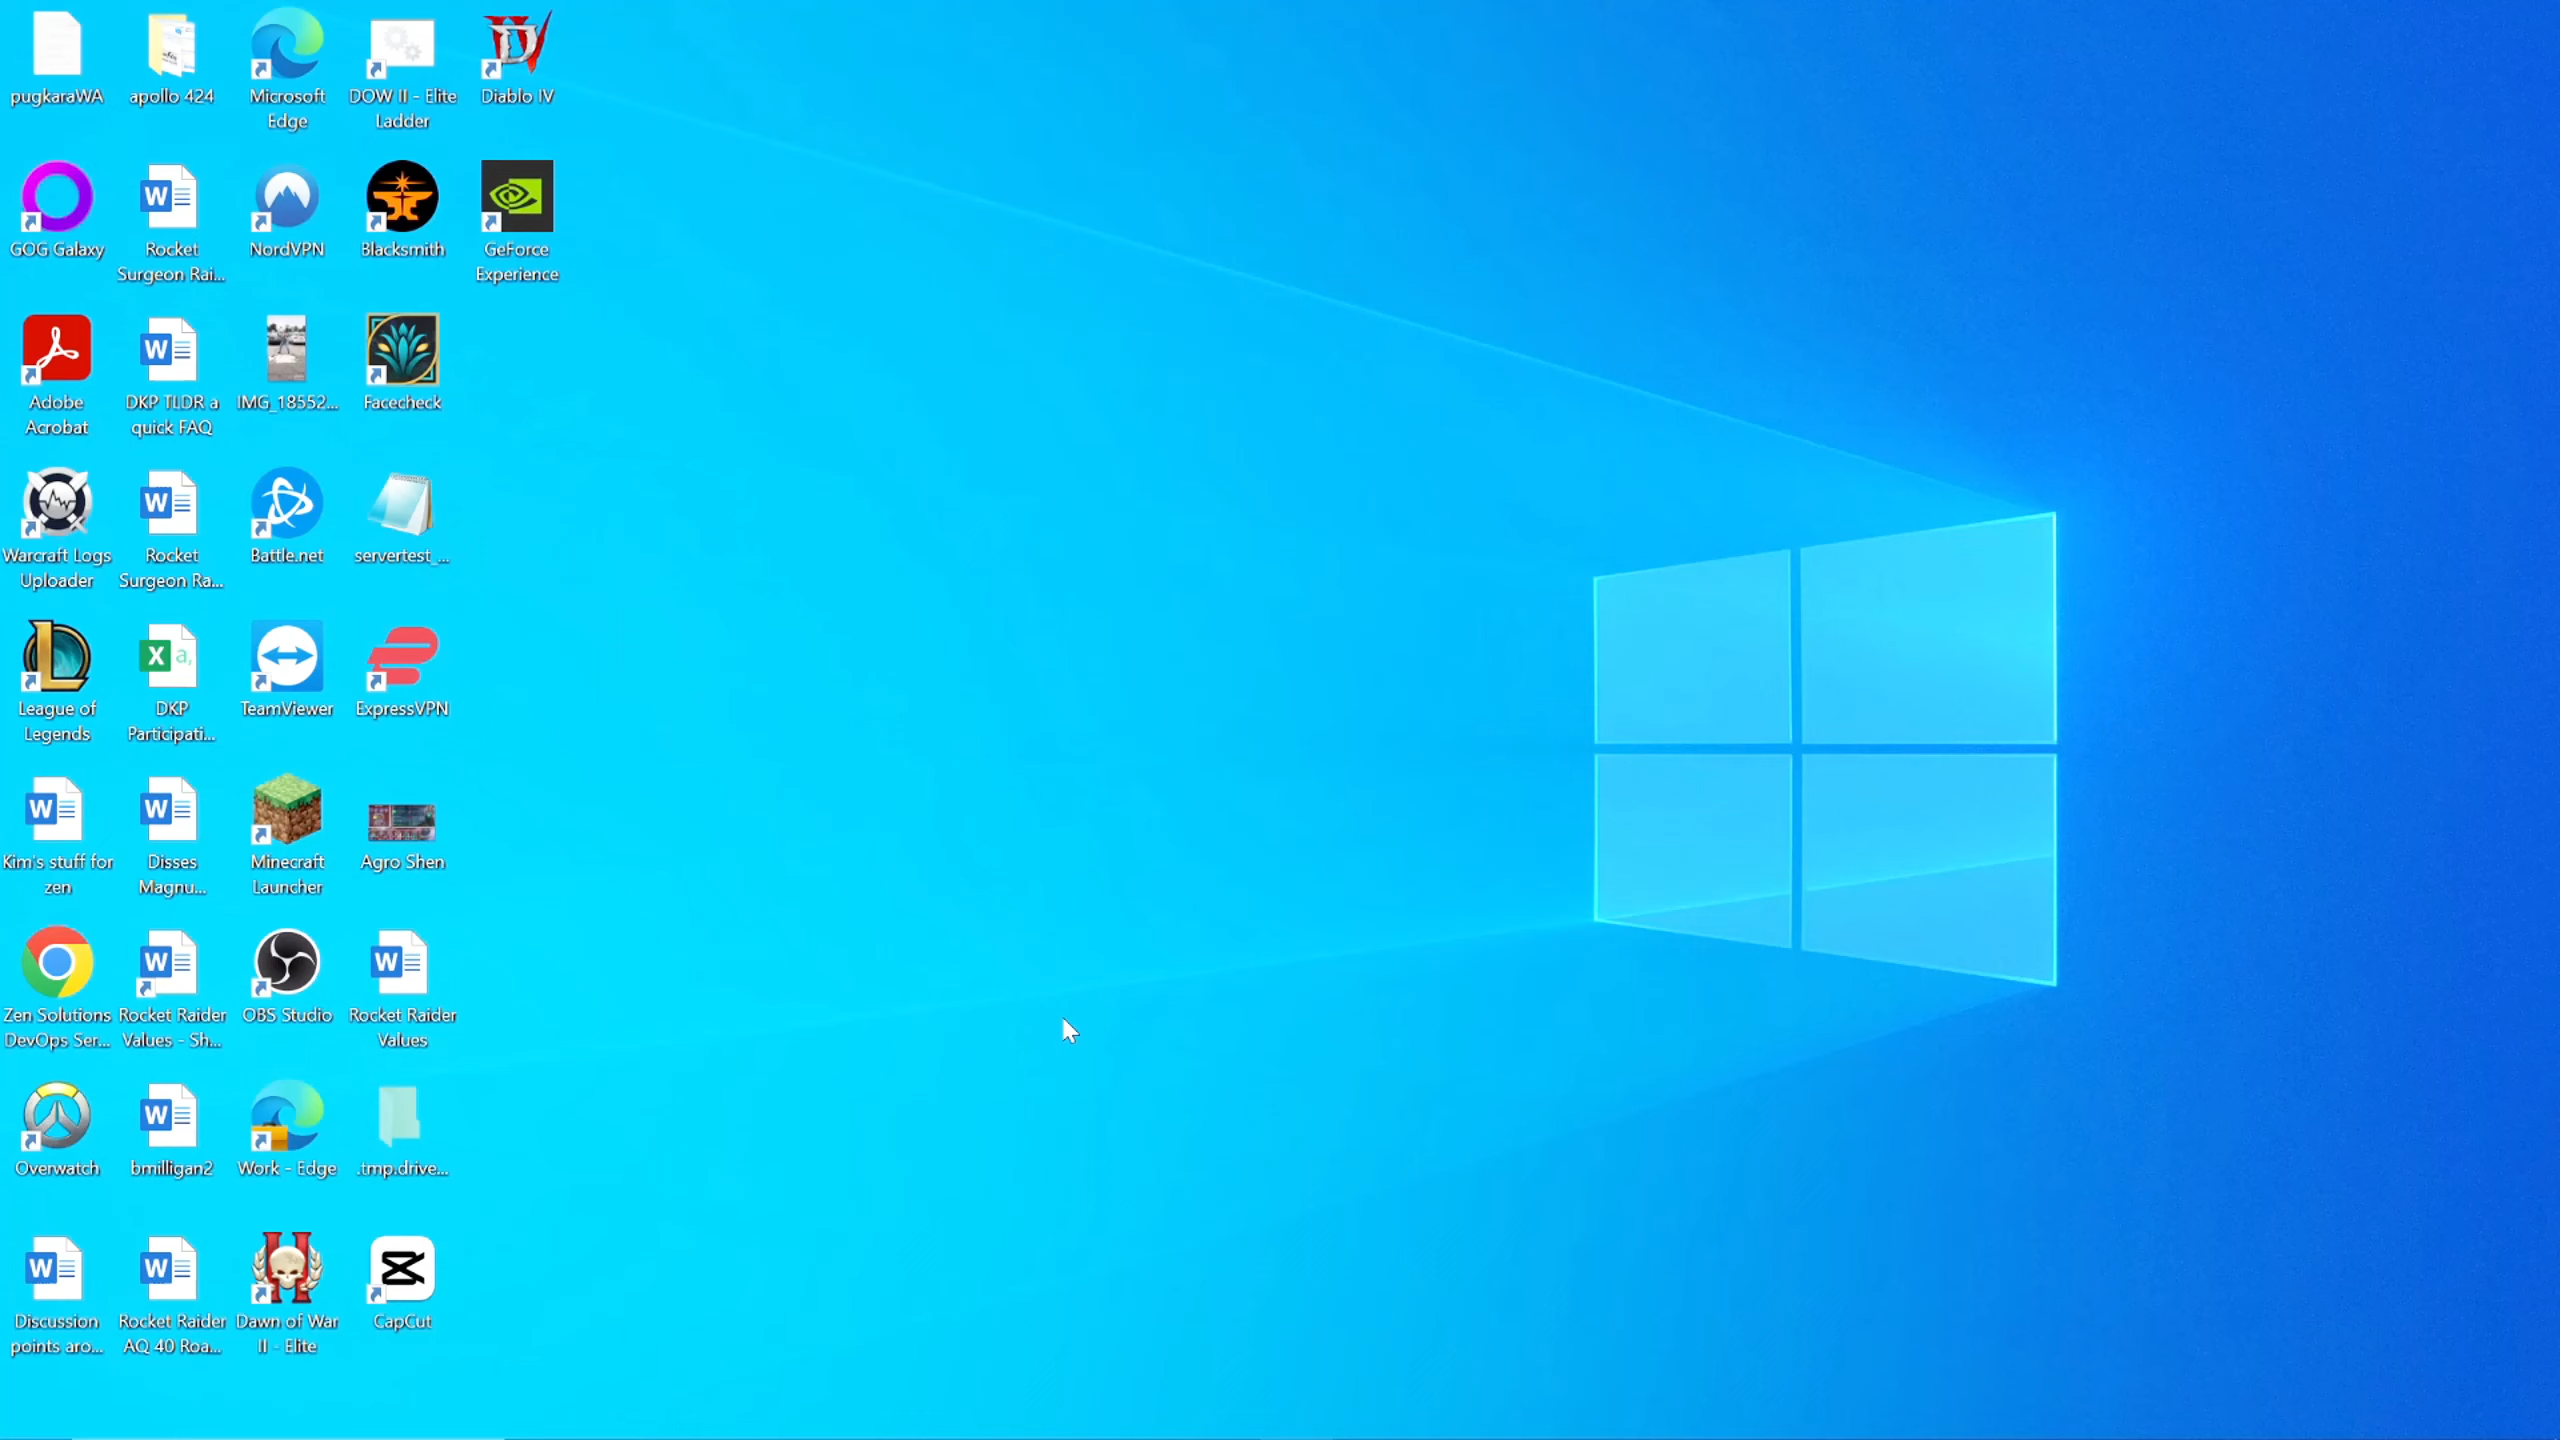 pugkaraWA
apollo 424
Microsoft
Edge
DOW II - Elite
Ladder
Diablo IV
GOG Galaxy
Rocket
Surgeon Rai...
NordVPN
Blacksmith
GeForce
Experience
Adobe
Acrobat
DKP TLDR a
quick FAQ
IMG_18552...
Facecheck
Warcraft Logs
Uploader
Rocket
Surgeon Ra...
Battle.net
servertest_...
League of
Legends
X a,
DKP
Participati...
TeamViewer
ExpressVPN
Kim's stuff for
zen
Disses
Magnu...
Minecraft
Launcher
Agro Shen
Zen Solutions
DevOps Ser...
Rocket Raider
Values - Sh...
OBS Studio
Rocket Raider
Values
Overwatch
bmilligan2
Work - Edge
.tmp.drive...
Discussion
points aro...
Rocket Raider
AQ 40 Roa...
Dawn of War
II - Elite
CapCut